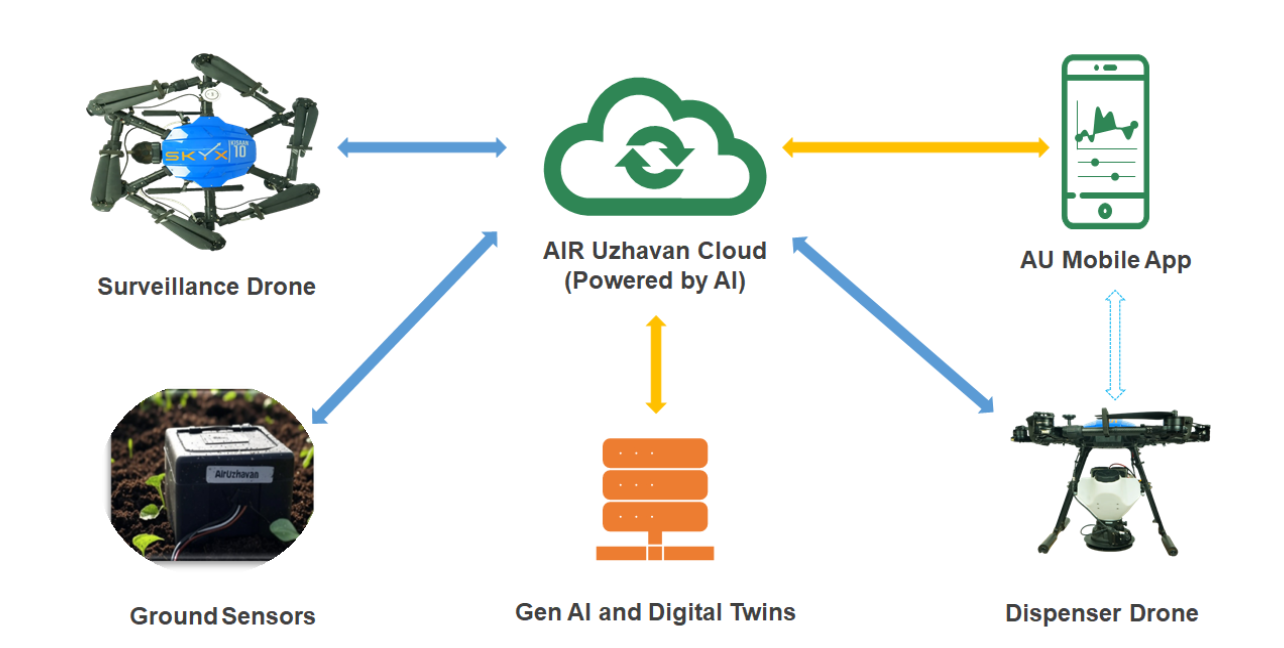 SKYX
10
Surveillance Drone
AIR Uzhavan Cloud
(Powered by AI)
AU Mobile App
AirUzhavan
Ground Sensors
Gen AI and Digital Twins
Dispenser Drone